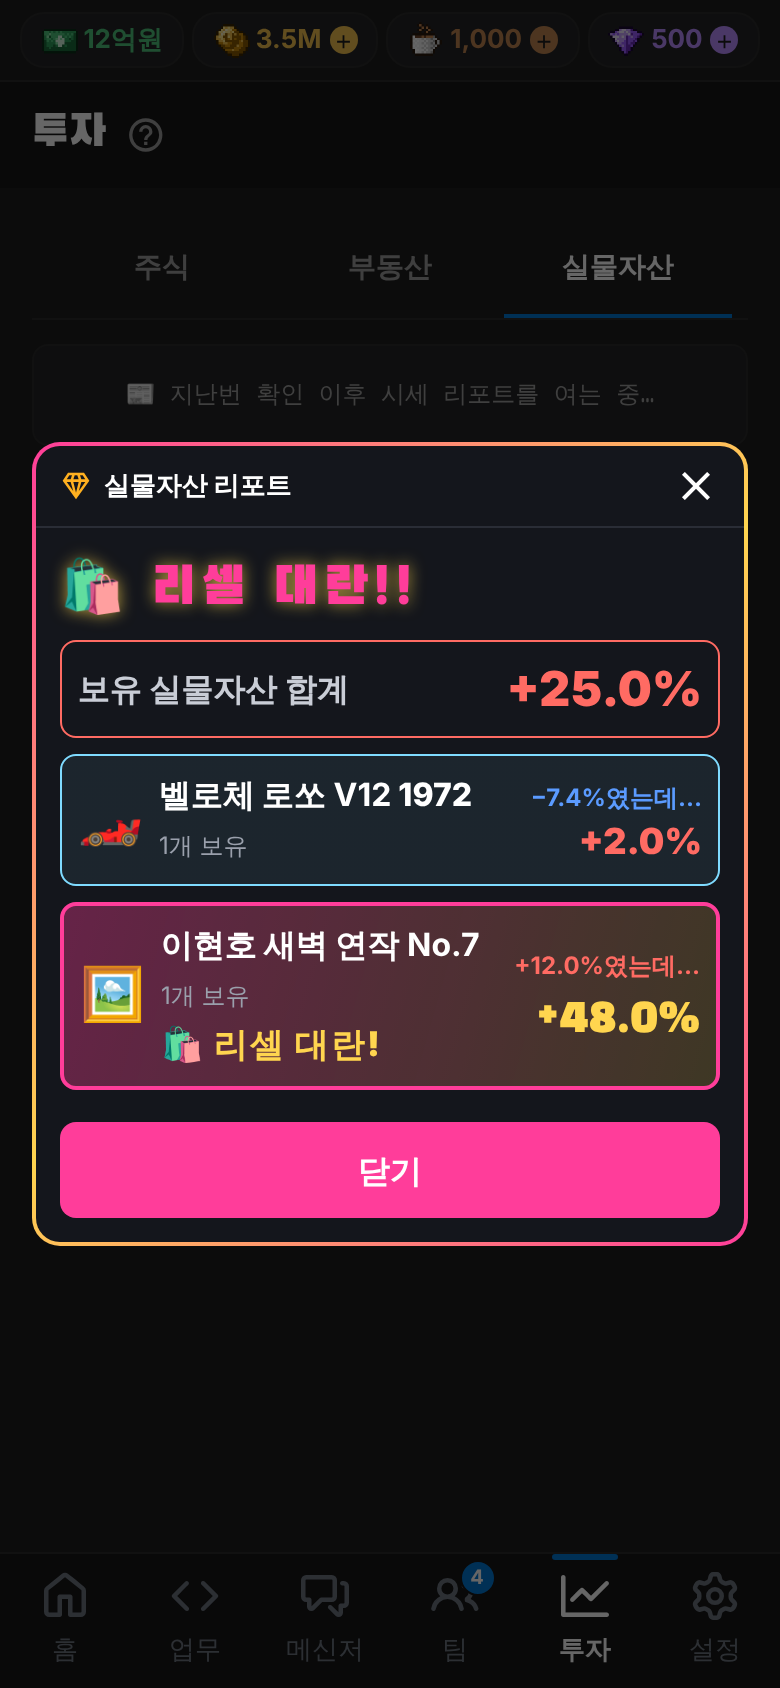 12억원 3.5M 1,000 500
투자
주식 부동산 실물자산
지난번 확인 이후 시세 리포트를 여는 중…
실물자산 리포트
리셀 대란!!
보유 실물자산 합계 +25.0%
벨로체 로쏘 V12 1972 −7.4%였는데…
1개 보유 +2.0%
이현호 새벽 연작 No.7 +12.0%였는데…
1개 보유 +48.0%
리셀 대란!
닫기
4
홈 업무 메신저 팀 투자 설정